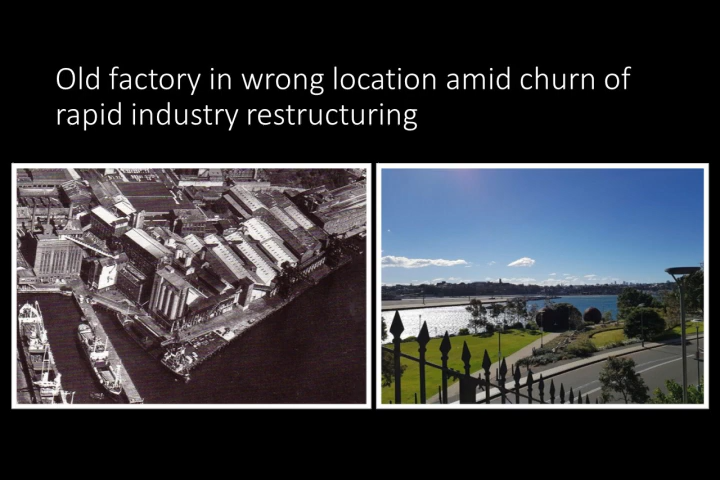 Old factory in wrong location amid churn of
rapid industry restructuring